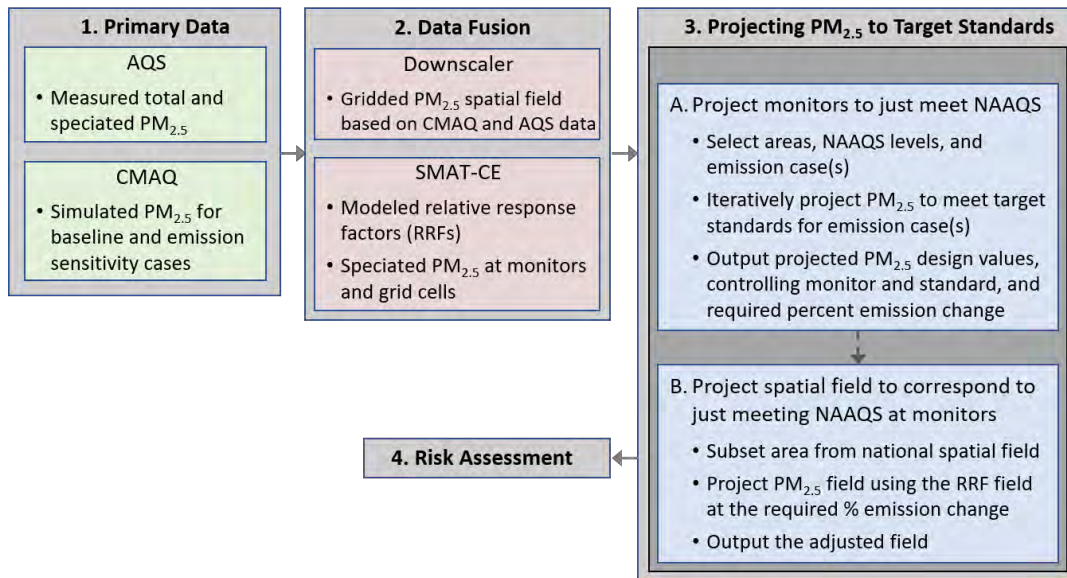 1. Primary Data
AQS
• Measured total and
speciated PM2.5
CMAQ
• Simulated PM2.5 for
baseline and emission
sensitivity cases
2. Data Fusion
Downscaler
• Gridded PM2.5 spatial field
based on CMAQ and AQS data
SMAT-CE
• Modeled relative response
factors (RRFs)
• Speciated PM2.5 at monitors
and grid cells
3. Projecting PM2.5 to Target Standards
A. Project monitors to just meet NAAQS
• Select areas, NAAQS levels, and
emission case(s)
• Iteratively project PM2.5 to meet target
standards for emission case(s)
• Output projected PM2.5 design values,
controlling monitor and standard, and
required percent emission change
B. Project spatial field to correspond to
just meeting NAAQS at monitors
• Subset area from national spatial field
• Project PM2.5 field using the RRF field
at the required % emission change
• Output the adjusted field
4. Risk Assessment